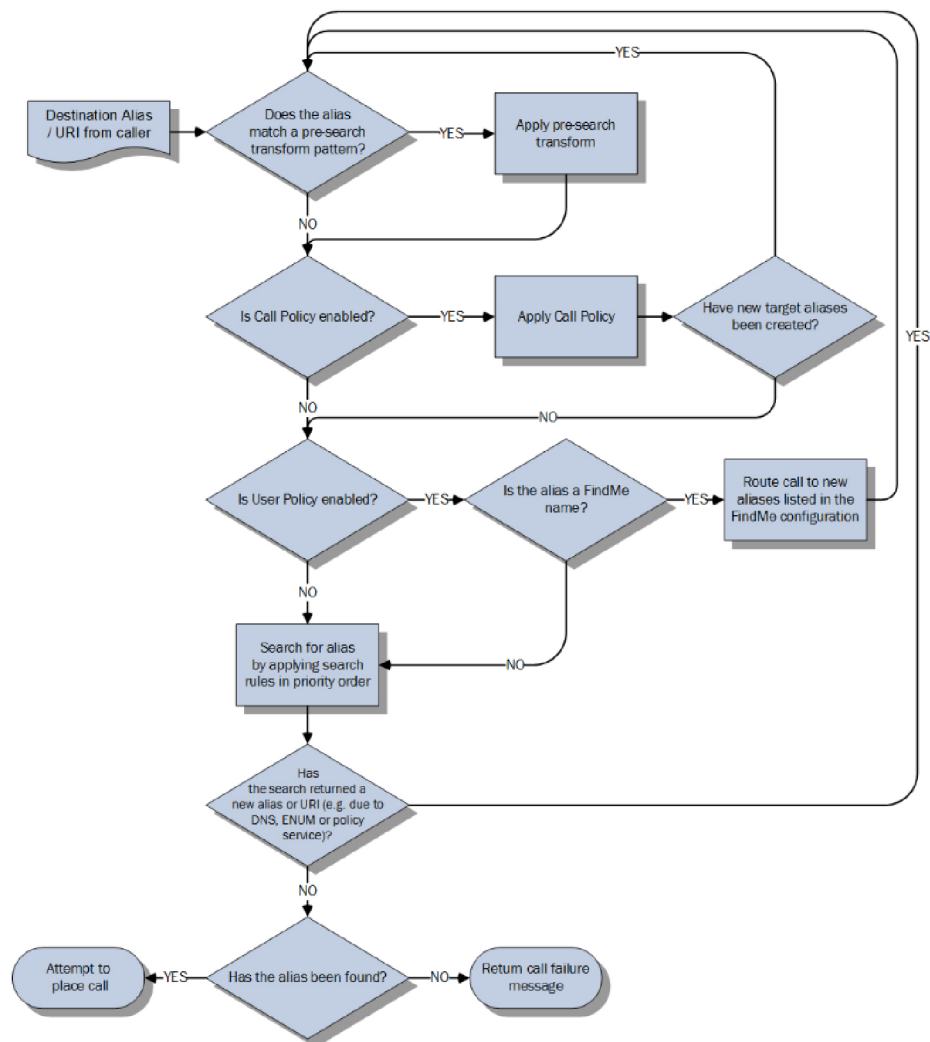 YES
Destination Alias
/ URI from caller
Does the alias
match a pre-search
transform pattern?
YES
Apply pre-search
transform
NO
Is Call Policy enabled?
YES
Apply Call Policy
Have new target aliases
been created?
YES
NO
NO
Is User Policy enabled?
YES
Is the alias a FindMe
name?
YES
Route call to new
aliases listed in the
FindMe configuration
NO
Search for alias
by applying search
rules in priority order
NO
Has
the search returned a
new alias or URI (e.g. due to
DNS, ENUM or policy
service)?
NO
Attempt to
place call
YES
Has the alias been found?
NO
Return call failure
message